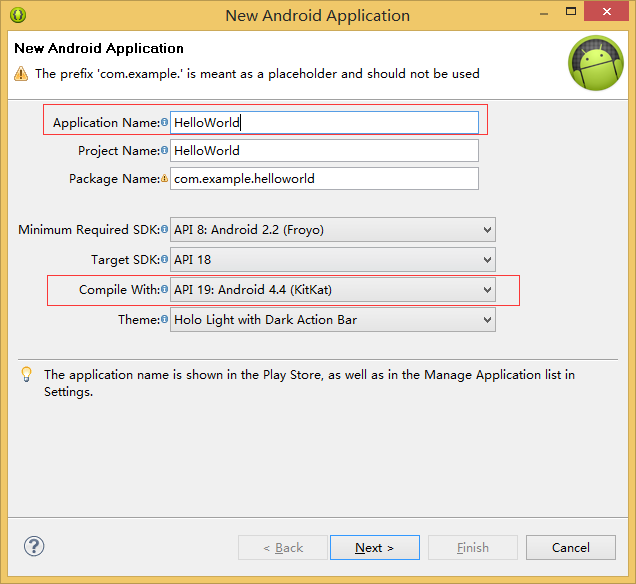 New Android Application
New Android Application
The prefix 'com.example.' is meant as a placeholder and should not be used
Application Name: HelloWorld
Project Name: HelloWorld
Package Name: com.example.helloworld
Minimum Required SDK: API 8: Android 2.2 (Froyo)
Target SDK: API 18
Compile With: API 19: Android 4.4 (KitKat)
Theme: Holo Light with Dark Action Bar
The application name is shown in the Play Store, as well as in the Manage Application list in
Settings.
< Back Next > Finish Cancel